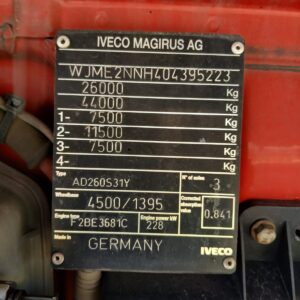 IVECO MAGIRUS AG
WJME2NNH404395223
26000 Kg
44000 Kg
1- 7500 Kg
2- 11500 Kg
3- 7500 Kg
4- Kg
Type AD260S31Y N° of axles 3
Wheelbase 4500/1395 Corrected absorption value 0.841
Engine type F2BE3681C Engine power kW 228
Made in GERMANY IVECO